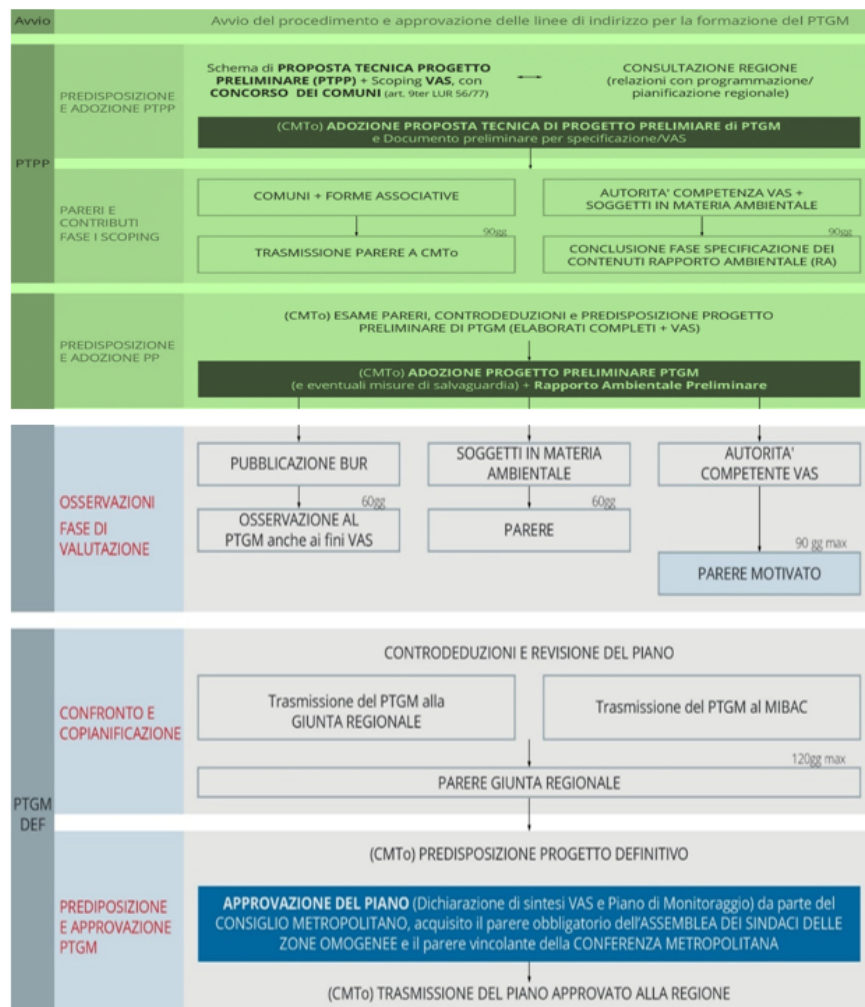 Avvio
Avvio del procedimento e approvazione delle linee di indirizzo per la formazione del PTGM
PTPP
PREDISPOSIZIONE
E ADOZIONE PTPP
Schema di PROPOSTA TECNICA PROGETTO
PRELIMINARE (PTPP) + Scoping VAS, con
CONCORSO DEI COMUNI (art. 9ter LUR 56/77)
CONSULTAZIONE REGIONE
(relazioni con programmazione/
pianificazione regionale)
(CMTo) ADOZIONE PROPOSTA TECNICA DI PROGETTO PRELIMIARE di PTGM
e Documento preliminare per specificazione/VAS
PARERI E
CONTRIBUTI
FASE I SCOPING
COMUNI + FORME ASSOCIATIVE
AUTORITA' COMPETENZA VAS +
SOGGETTI IN MATERIA AMBIENTALE
90gg
TRASMISSIONE PARERE A CMTo
90gg
CONCLUSIONE FASE SPECIFICAZIONE DEI
CONTENUTI RAPPORTO AMBIENTALE (RA)
PREDISPOSIZIONE
E ADOZIONE PP
(CMTo) ESAME PARERI, CONTRODEDUZIONI e PREDISPOSIZIONE PROGETTO
PRELIMINARE DI PTGM (ELABORATI COMPLETI + VAS)
(CMTo) ADOZIONE PROGETTO PRELIMINARE PTGM
(e eventuali misure di salvaguardia) + Rapporto Ambientale Preliminare
OSSERVAZIONI
FASE DI
VALUTAZIONE
PUBBLICAZIONE BUR
SOGGETTI IN MATERIA
AMBIENTALE
AUTORITA'
COMPETENTE VAS
60gg
OSSERVAZIONE AL
PTGM anche ai fini VAS
60gg
PARERE
90 gg max
PARERE MOTIVATO
PTGM
DEF
CONFRONTO E
COPIANIFICAZIONE
CONTRODEDUZIONI E REVISIONE DEL PIANO
Trasmissione del PTGM alla
GIUNTA REGIONALE
Trasmissione del PTGM al MIBAC
120gg max
PARERE GIUNTA REGIONALE
PREDIPOSIZIONE
E APPROVAZIONE
PTGM
(CMTo) PREDISPOSIZIONE PROGETTO DEFINITIVO
APPROVAZIONE DEL PIANO (Dichiarazione di sintesi VAS e Piano di Monitoraggio) da parte del
CONSIGLIO METROPOLITANO, acquisito il parere obbligatorio dell'ASSEMBLEA DEI SINDACI DELLE
ZONE OMOGENEE e il parere vincolante della CONFERENZA METROPOLITANA
(CMTo) TRASMISSIONE DEL PIANO APPROVATO ALLA REGIONE